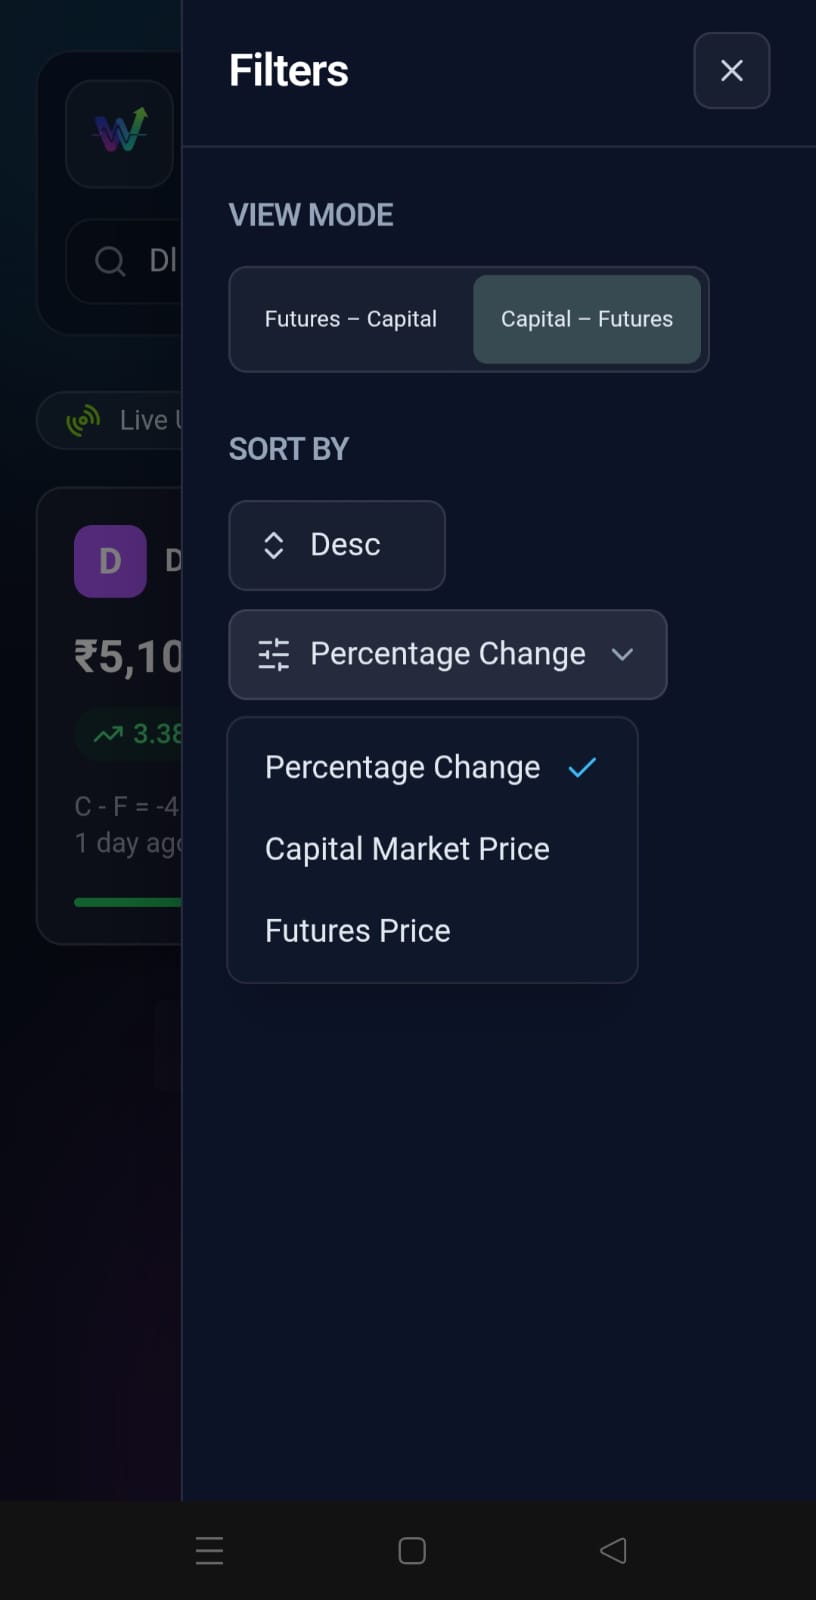 Filters
VIEW MODE
Futures – Capital
Capital – Futures
SORT BY
Desc
Percentage Change
Percentage Change
Capital Market Price
Futures Price
Live
D
₹5,10
3.38
C - F = -4
1 day ago